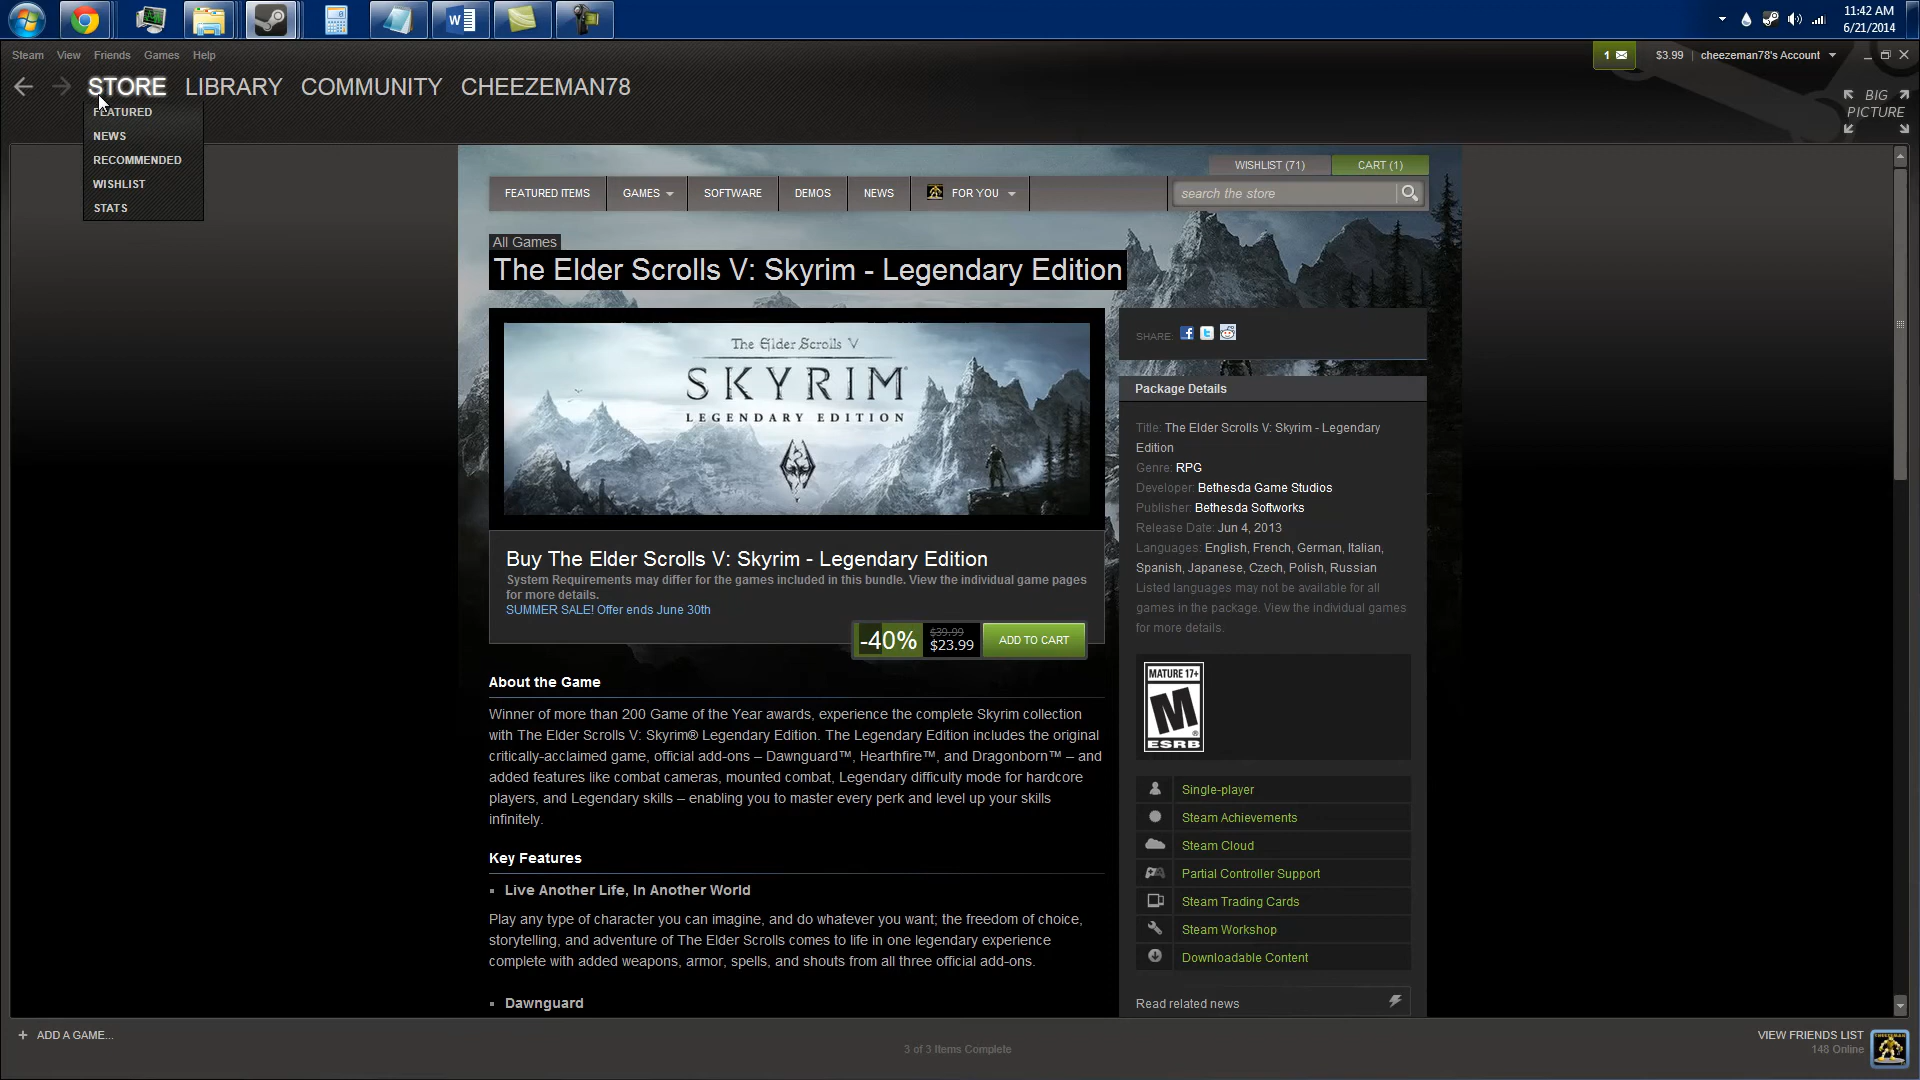 11:42 AM
6/21/2014
Steam View Friends Games Help
1 $3.99 cheezeman78's Account
STORE LIBRARY COMMUNITY CHEEZEMAN78
BIG
PICTURE
FEATURED
NEWS
RECOMMENDED
WISHLIST
STATS
WISHLIST (71) CART (1)
FEATURED ITEMS GAMES SOFTWARE DEMOS NEWS FOR YOU search the store
All Games
The Elder Scrolls V: Skyrim - Legendary Edition
The Elder Scrolls V
SKYRIM
LEGENDARY EDITION
Buy The Elder Scrolls V: Skyrim - Legendary Edition
System Requirements may differ for the games included in this bundle. View the individual game pages
for more details.
SUMMER SALE! Offer ends June 30th
-40% $39.99 $23.99 ADD TO CART
About the Game
Winner of more than 200 Game of the Year awards, experience the complete Skyrim collection
with The Elder Scrolls V: Skyrim® Legendary Edition. The Legendary Edition includes the original
critically-acclaimed game, official add-ons – Dawnguard™, Hearthfire™, and Dragonborn™ – and
added features like combat cameras, mounted combat, Legendary difficulty mode for hardcore
players, and Legendary skills – enabling you to master every perk and level up your skills
infinitely.
Key Features
Live Another Life, In Another World
Play any type of character you can imagine, and do whatever you want; the freedom of choice,
storytelling, and adventure of The Elder Scrolls comes to life in one legendary experience
complete with added weapons, armor, spells, and shouts from all three official add-ons.
Dawnguard
SHARE:
Package Details
Title: The Elder Scrolls V: Skyrim - Legendary
Edition
Genre: RPG
Developer: Bethesda Game Studios
Publisher: Bethesda Softworks
Release Date: Jun 4, 2013
Languages: English, French, German, Italian,
Spanish, Japanese, Czech, Polish, Russian
Listed languages may not be available for all
games in the package. View the individual games
for more details.
MATURE 17+
M
ESRB
Single-player
Steam Achievements
Steam Cloud
Partial Controller Support
Steam Trading Cards
Steam Workshop
Downloadable Content
Read related news
+ ADD A GAME...
3 of 3 Items Complete
VIEW FRIENDS LIST
148 Online